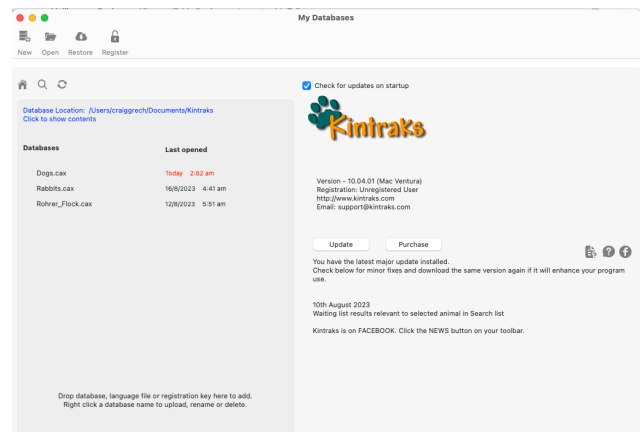 My Databases
New Open Restore Register
Database Location: /Users/craiggrech/Documents/Kintraks
Click to show contents
Databases Last opened
Dogs.cax Today 2:02 am
Rabbits.cax 16/8/2023 4:41 am
Rohrer_Flock.cax 12/8/2023 5:51 am
Drop database, language file or registration key here to add.
Right click a database name to upload, rename or delete.
Check for updates on startup
Kintraks
Version - 10.04.01 (Mac Ventura)
Registration: Unregistered User
http://www.kintraks.com
Email: support@kintraks.com
Update Purchase
You have the latest major update installed.
Check below for minor fixes and download the same version again if it will enhance your program
use.
10th August 2023
Waiting list results relevant to selected animal in Search list
Kintraks is on FACEBOOK. Click the NEWS button on your toolbar.